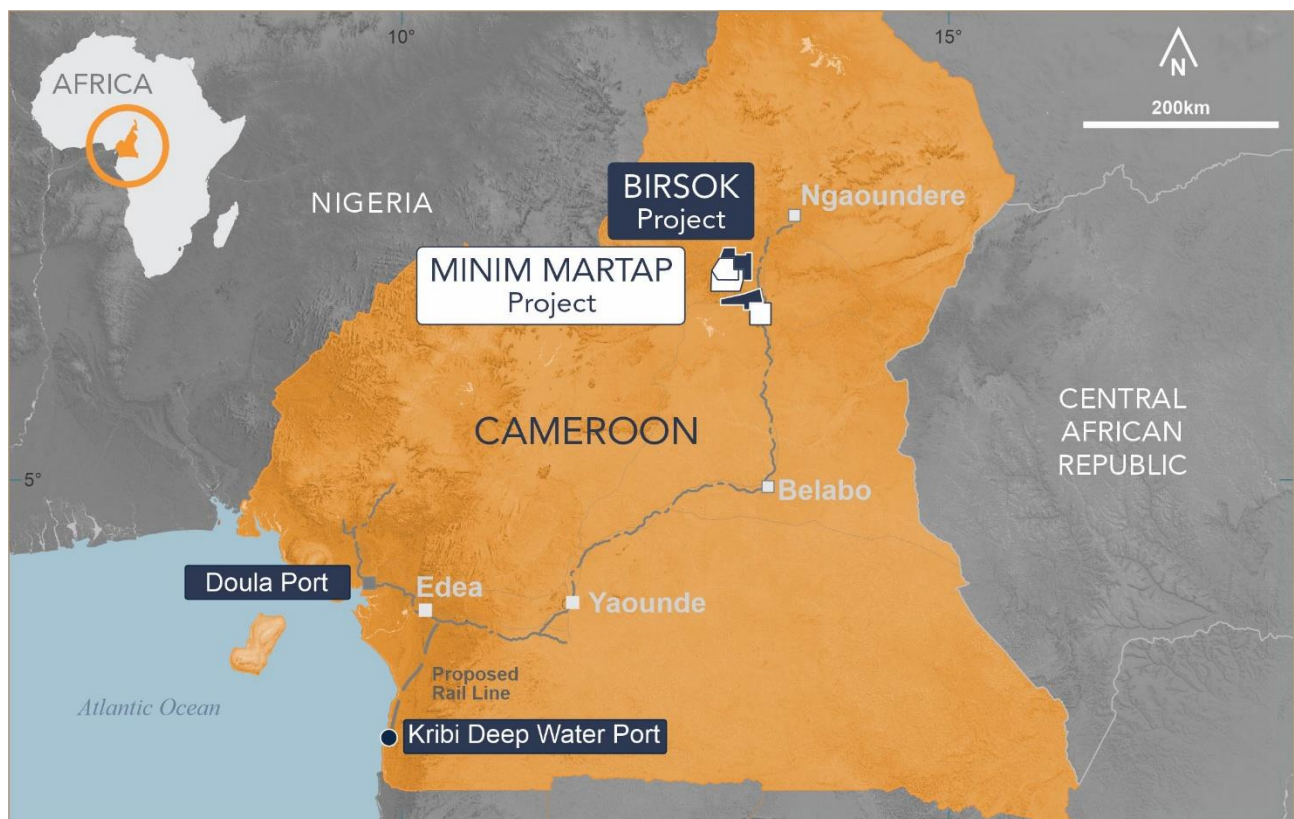 10°
15°
N
200km
AFRICA
NIGERIA
BIRSOK
Project
Ngaoundere
MINIM MARTAP
Project
CAMEROON
CENTRAL
AFRICAN
REPUBLIC
5°
Belabo
Doula Port
Edea
Yaounde
Proposed
Rail Line
Atlantic Ocean
Kribi Deep Water Port